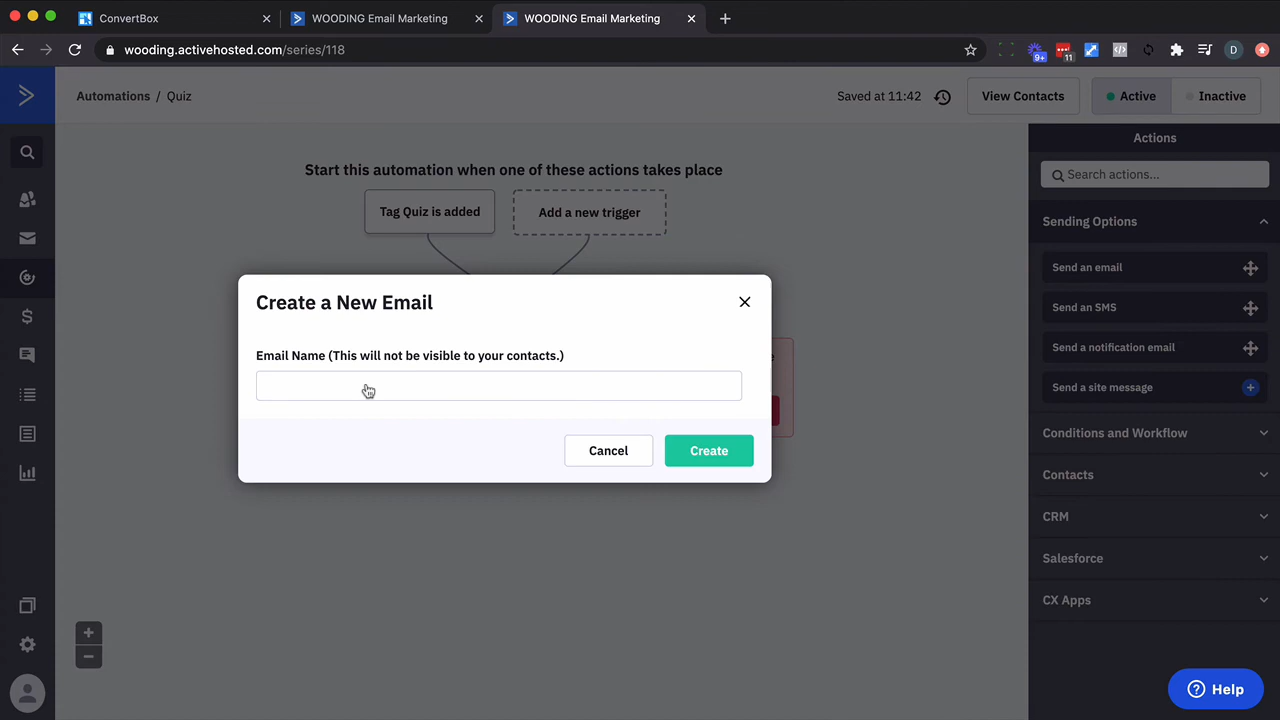 ConvertBox
WOODING Email Marketing
WOODING Email Marketing
wooding.activehosted.com/series/118
9+
11
D
Automations / Quiz
Saved at 11:42
View Contacts
Active
Inactive
Start this automation when one of these actions takes place
Tag Quiz is added
Add a new trigger
Create a New Email
Email Name (This will not be visible to your contacts.)
Cancel
Create
Actions
Search actions...
Sending Options
Send an email
Send an SMS
Send a notification email
Send a site message
Conditions and Workflow
Contacts
CRM
Salesforce
CX Apps
Help